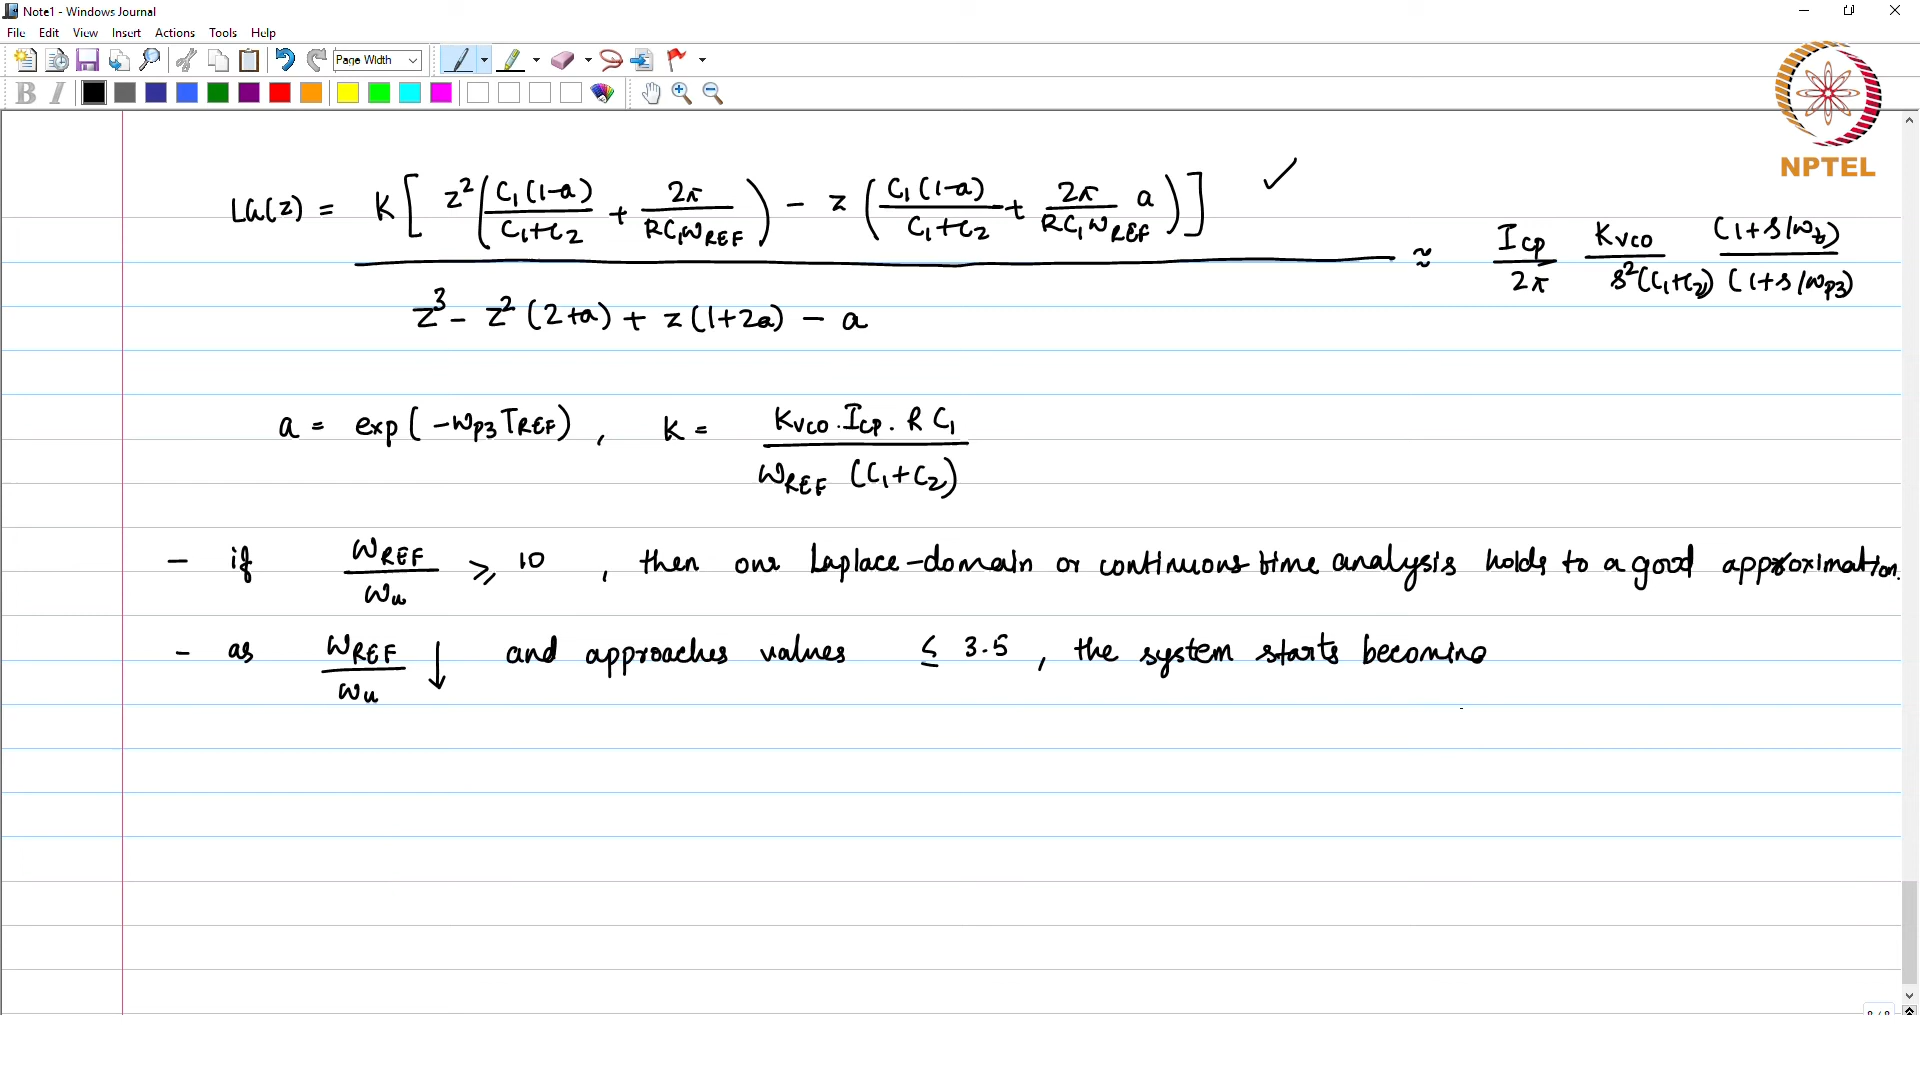 Note1 - Windows Journal
File Edit View Insert Actions Tools Help
Page Width
B I
NPTEL
LG(z) = K [ z² ( C₁(1-a) / (C₁+C₂) + 2π / (RC₁ω_REF) ) - z ( C₁(1-a) / (C₁+C₂) + 2π / (RC₁ω_REF) a ) ] / ( z³ - z²(2+a) + z(1+2a) - a ) ✓ ≈ I_CP / 2π K_VCO / (s²(C₁+C₂)) (1+s/ω_z) / (1+s/ω_P3)
a = exp(-ω_P3 T_REF) , K = K_VCO . I_CP . R C₁ / (ω_REF (C₁+C₂))
- if ω_REF / ω_u ≥ 10 , then our Laplace-domain or continuous time analysis holds to a good approximation.
- as ω_REF / ω_u ↓ and approaches values ≤ 3.5 , the system starts becoming